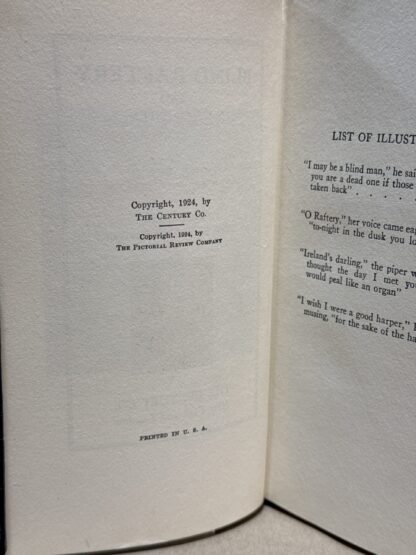 Copyright, 1924, by
THE CENTURY CO.
Copyright, 1924, by
THE PICTORIAL REVIEW COMPANY
PRINTED IN U. S. A.
LIST OF ILLUST
"I may be a blind man," he sai
you are a dead one if those
taken back" . . . .
"O Raftery," her voice came eag
"to-night in the dusk you lo
"Ireland's darling," the piper w
thought the day I met yo
would peal like an organ"
"I wish I were a good harper,"
musing, "for the sake of the ha